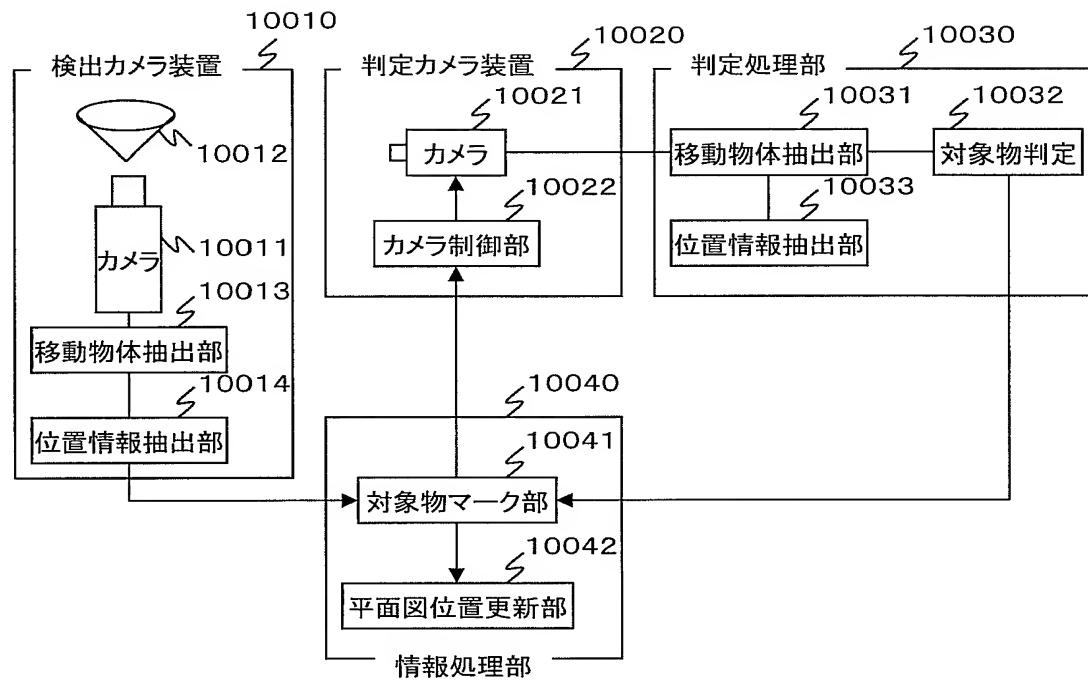 10010
検出カメラ装置
10012
カメラ
10011
10013
移動物体抽出部
10014
位置情報抽出部
10020
判定カメラ装置
10021
カメラ
10022
カメラ制御部
10030
判定処理部
10031
移動物体抽出部
10032
対象物判定
10033
位置情報抽出部
10040
10041
対象物マーク部
10042
平面図位置更新部
情報処理部